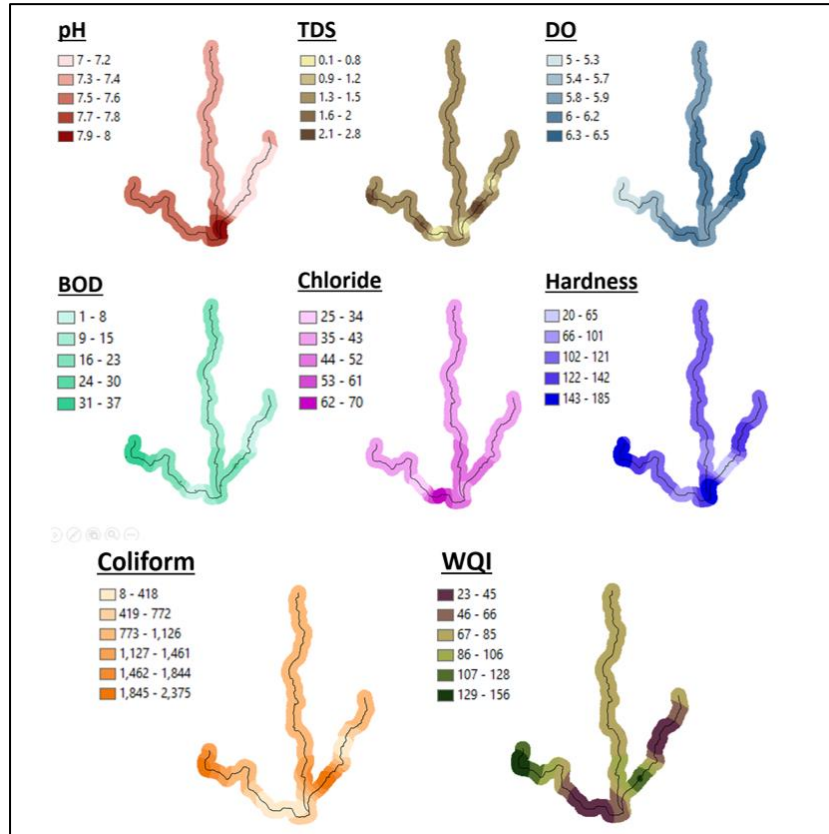 pH
7 - 7.2
7.3 - 7.4
7.5 - 7.6
7.7 - 7.8
7.9 - 8
TDS
0.1 - 0.8
0.9 - 1.2
1.3 - 1.5
1.6 - 2
2.1 - 2.8
DO
5 - 5.3
5.4 - 5.7
5.8 - 5.9
6 - 6.2
6.3 - 6.5
BOD
1 - 8
9 - 15
16 - 23
24 - 30
31 - 37
Chloride
25 - 34
35 - 43
44 - 52
53 - 61
62 - 70
Hardness
20 - 65
66 - 101
102 - 121
122 - 142
143 - 185
Coliform
8 - 418
419 - 772
773 - 1,126
1,127 - 1,461
1,462 - 1,844
1,845 - 2,375
WQI
23 - 45
46 - 66
67 - 85
86 - 106
107 - 128
129 - 156